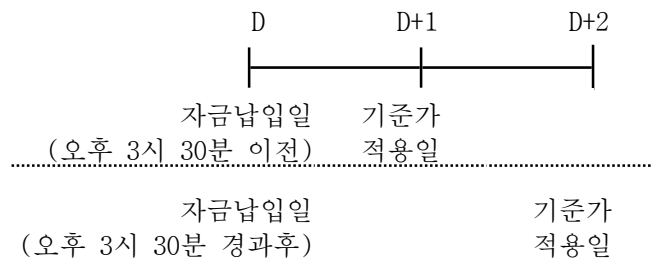 D D+1 D+2
자금납입일 기준가
(오후 3시 30분 이전) 적용일
자금납입일 기준가
(오후 3시 30분 경과후) 적용일